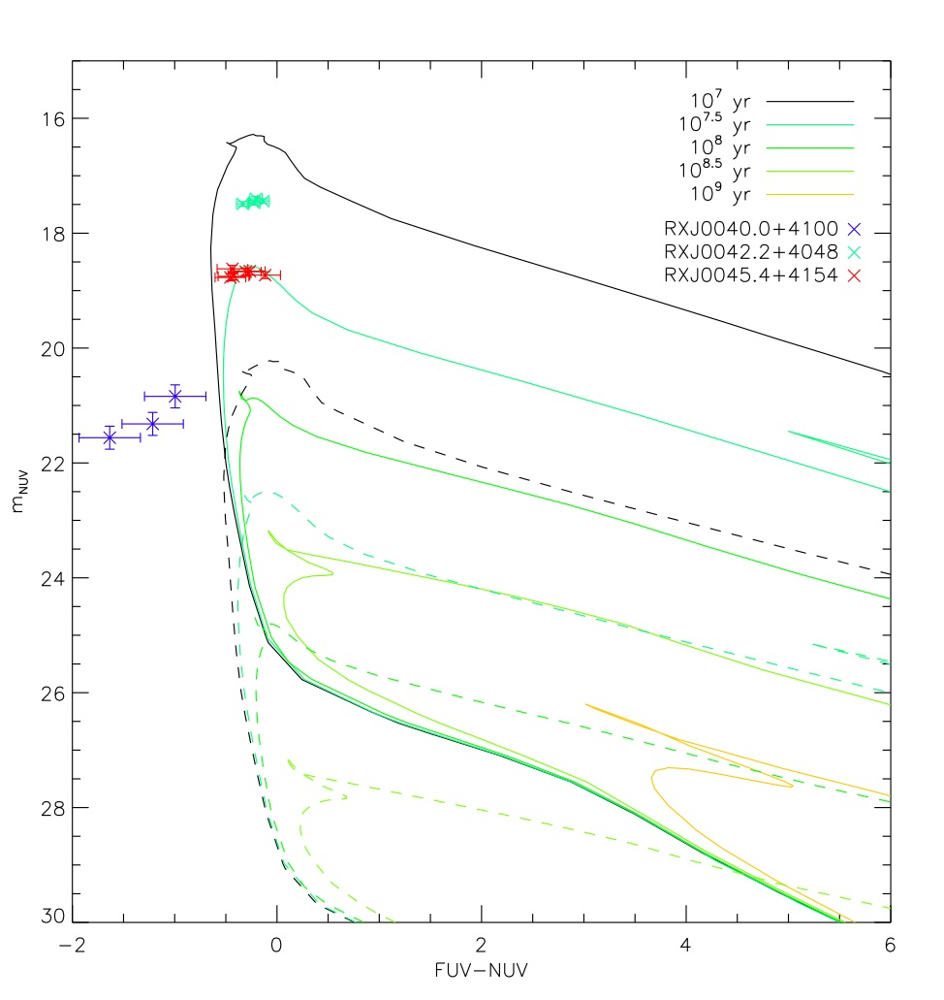 10^7 yr
10^7.5 yr
10^8 yr
10^8.5 yr
10^9 yr
RXJ0040.0+4100
RXJ0042.2+4048
RXJ0045.4+4154
16
18
20
22
24
26
28
30
m_NUV
−2 0 2 4 6
FUV−NUV